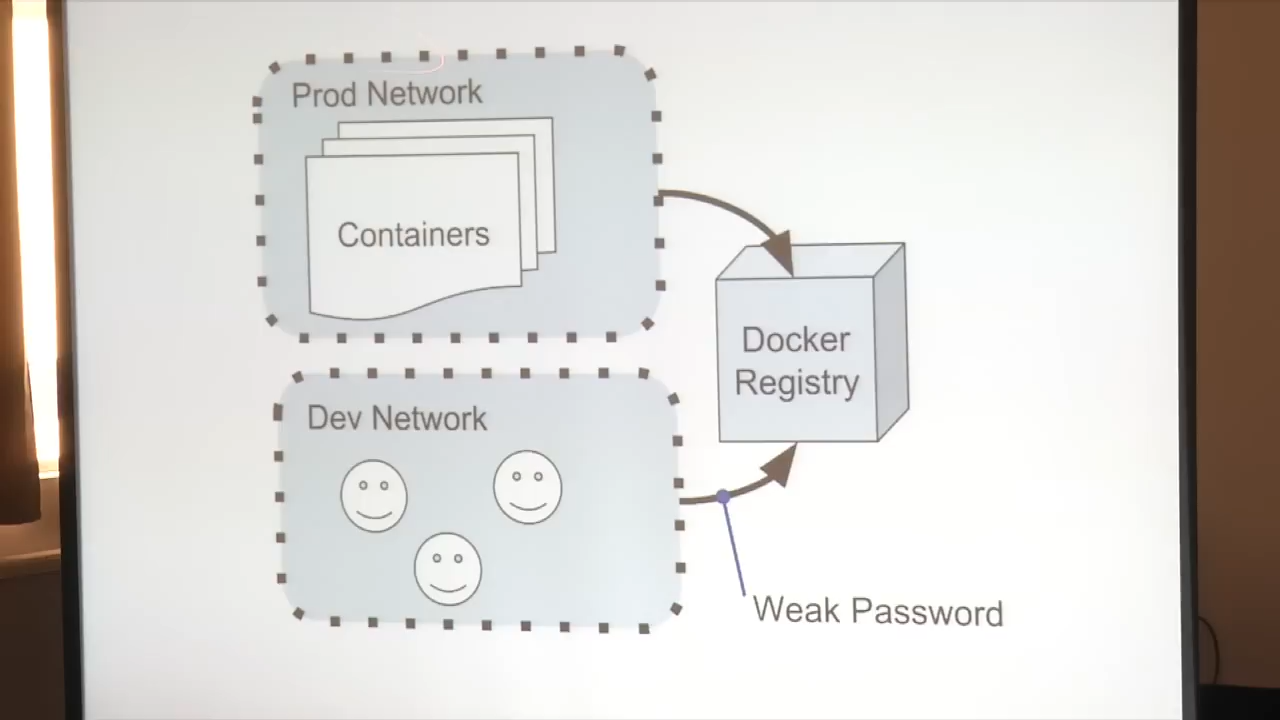 Prod Network
Containers
Docker
Registry
Dev Network
Weak Password